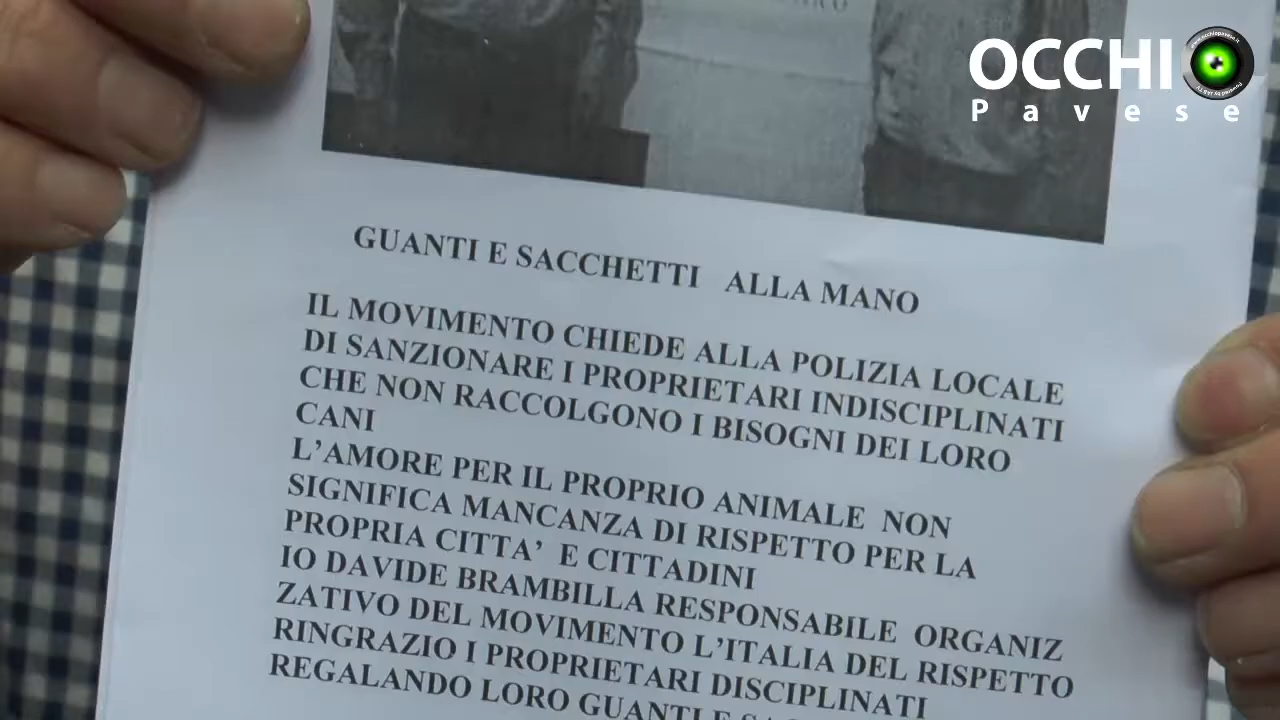 OCCHI
Pavese
GUANTI E SACCHETTI ALLA MANO
IL MOVIMENTO CHIEDE ALLA POLIZIA LOCALE
DI SANZIONARE I PROPRIETARI INDISCIPLINATI
CHE NON RACCOLGONO I BISOGNI DEI LORO
CANI
L'AMORE PER IL PROPRIO ANIMALE NON
SIGNIFICA MANCANZA DI RISPETTO PER LA
PROPRIA CITTA' E CITTADINI
IO DAVIDE BRAMBILLA RESPONSABILE ORGANIZ
ZATIVO DEL MOVIMENTO L'ITALIA DEL RISPETTO
RINGRAZIO I PROPRIETARI DISCIPLINATI
REGALANDO LORO GUANTI E